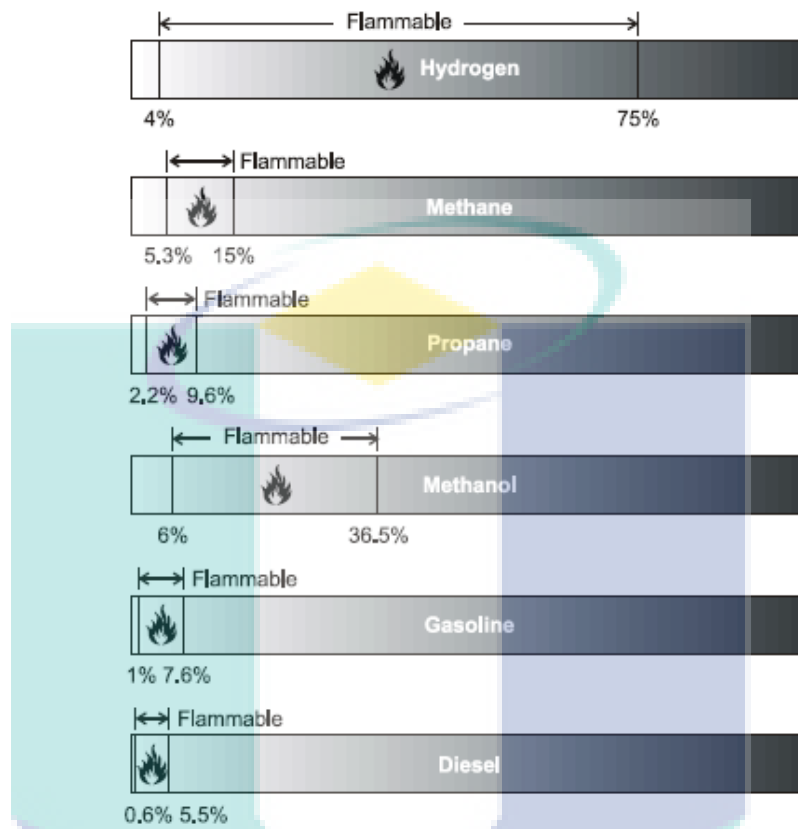 Flammable
Hydrogen
4% 75%
Flammable
Methane
5.3% 15%
Flammable
Propane
2.2% 9.6%
Flammable
Methanol
6% 36.5%
Flammable
Gasoline
1% 7.6%
Flammable
Diesel
0.6% 5.5%